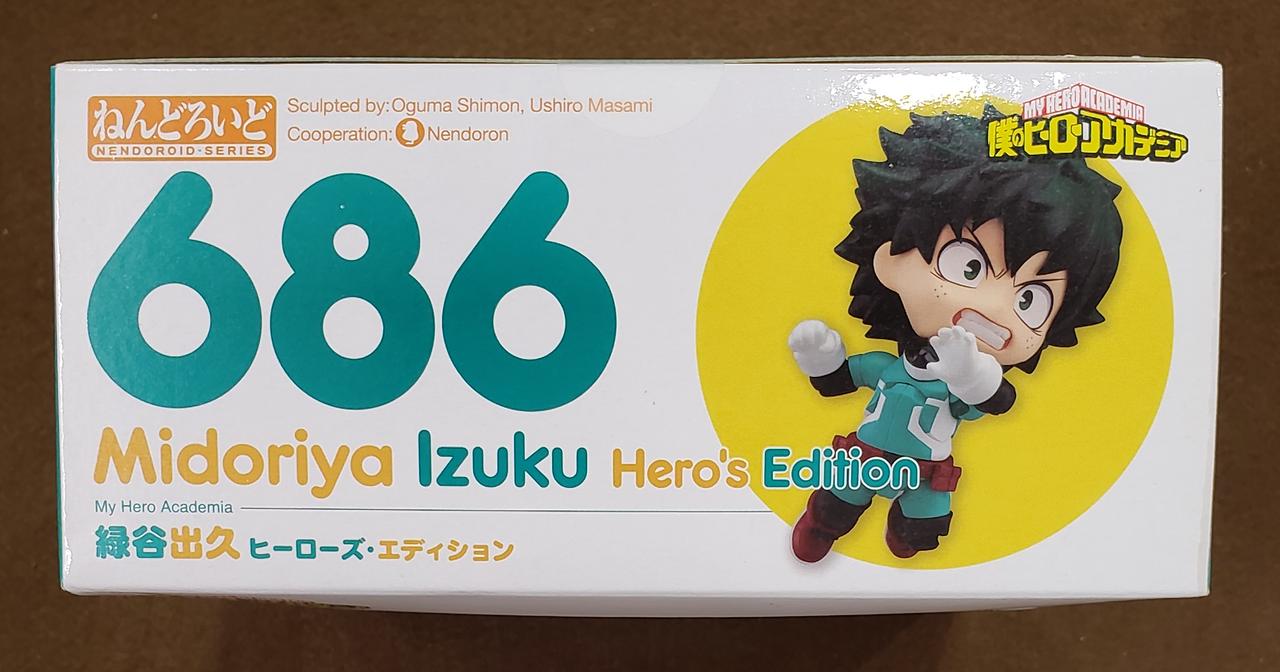 ねんどろいど
NENDOROID·SERIES
Sculpted by:Oguma Shimon, Ushiro Masami
Cooperation: Nendoron
MY HERO ACADEMIA
僕のヒーローアカデミア
686
Midoriya Izuku Hero's Edition
My Hero Academia
緑谷出久 ヒーローズ・エディション